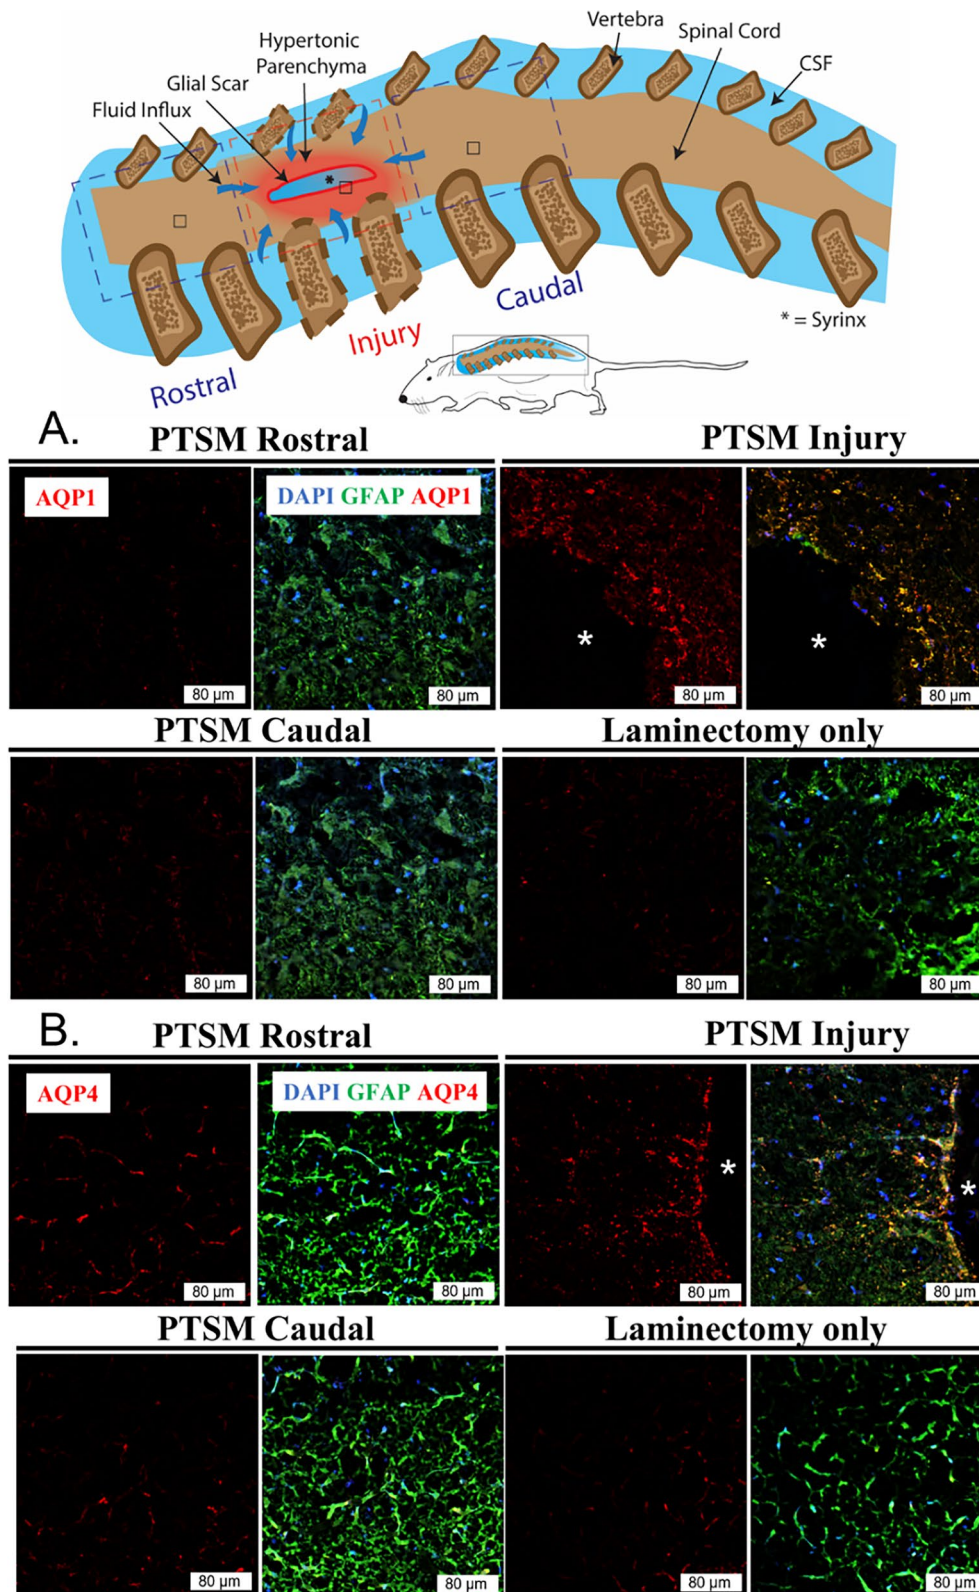 Vertebra
Spinal Cord
Hypertonic
Parenchyma
CSF
Glial Scar
Fluid Influx
Caudal
* = Syrinx
Injury
Rostral
A.
PTSM Rostral
PTSM Injury
AQP1
DAPI GFAP AQP1
*
*
80 µm
80 µm
80 µm
80 µm
PTSM Caudal
Laminectomy only
80 µm
80 µm
80 µm
80 µm
B.
PTSM Rostral
PTSM Injury
AQP4
DAPI GFAP AQP4
*
*
80 µm
80 µm
80 µm
80 µm
PTSM Caudal
Laminectomy only
80 µm
80 µm
80 µm
80 µm